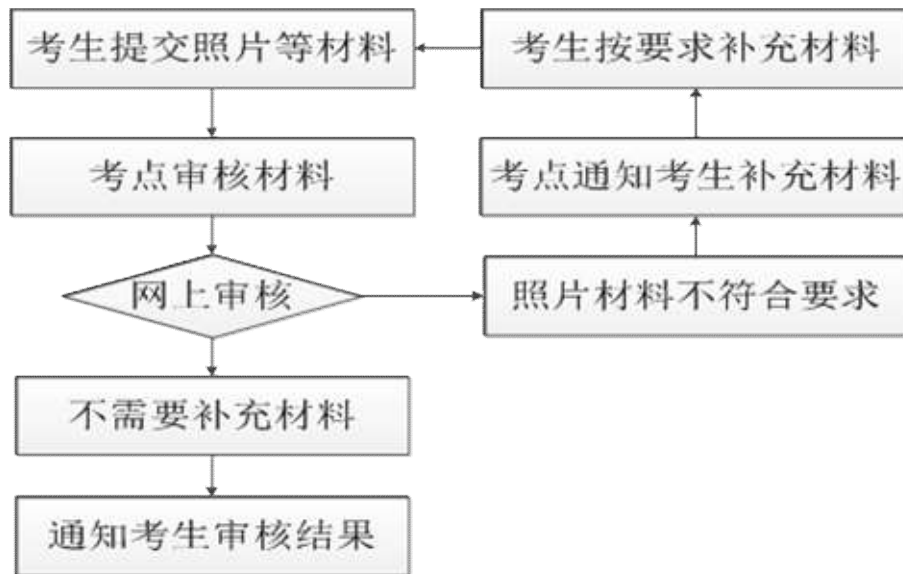 考生提交照片等材料
考生按要求补充材料
考点审核材料
考点通知考生补充材料
网上审核
照片材料不符合要求
不需要补充材料
通知考生审核结果